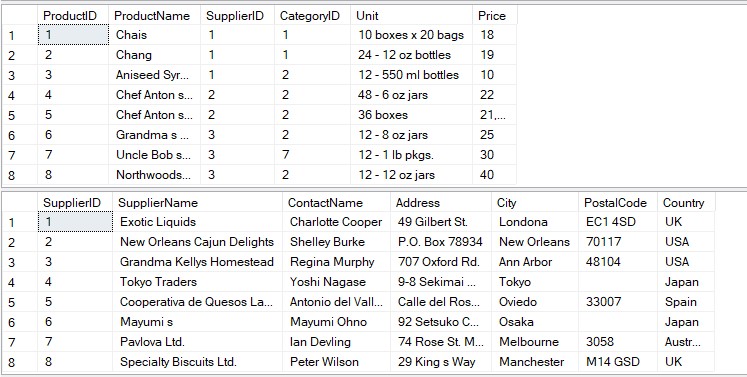 ProductID ProductName SupplierID CategoryID Unit Price
1 1 Chais 1 1 10 boxes x 20 bags 18
2 2 Chang 1 1 24 - 12 oz bottles 19
3 3 Aniseed Syr... 1 2 12 - 550 ml bottles 10
4 4 Chef Anton s... 2 2 48 - 6 oz jars 22
5 5 Chef Anton s... 2 2 36 boxes 21,...
6 6 Grandma s ... 3 2 12 - 8 oz jars 25
7 7 Uncle Bob s... 3 7 12 - 1 lb pkgs. 30
8 8 Northwoods... 3 2 12 - 12 oz jars 40
SupplierID SupplierName ContactName Address City PostalCode Country
1 1 Exotic Liquids Charlotte Cooper 49 Gilbert St. Londona EC1 4SD UK
2 2 New Orleans Cajun Delights Shelley Burke P.O. Box 78934 New Orleans 70117 USA
3 3 Grandma Kellys Homestead Regina Murphy 707 Oxford Rd. Ann Arbor 48104 USA
4 4 Tokyo Traders Yoshi Nagase 9-8 Sekimai ... Tokyo Japan
5 5 Cooperativa de Quesos La... Antonio del Vall... Calle del Ros... Oviedo 33007 Spain
6 6 Mayumi s Mayumi Ohno 92 Setsuko C... Osaka Japan
7 7 Pavlova Ltd. Ian Devling 74 Rose St. M... Melbourne 3058 Austr...
8 8 Specialty Biscuits Ltd. Peter Wilson 29 King s Way Manchester M14 GSD UK